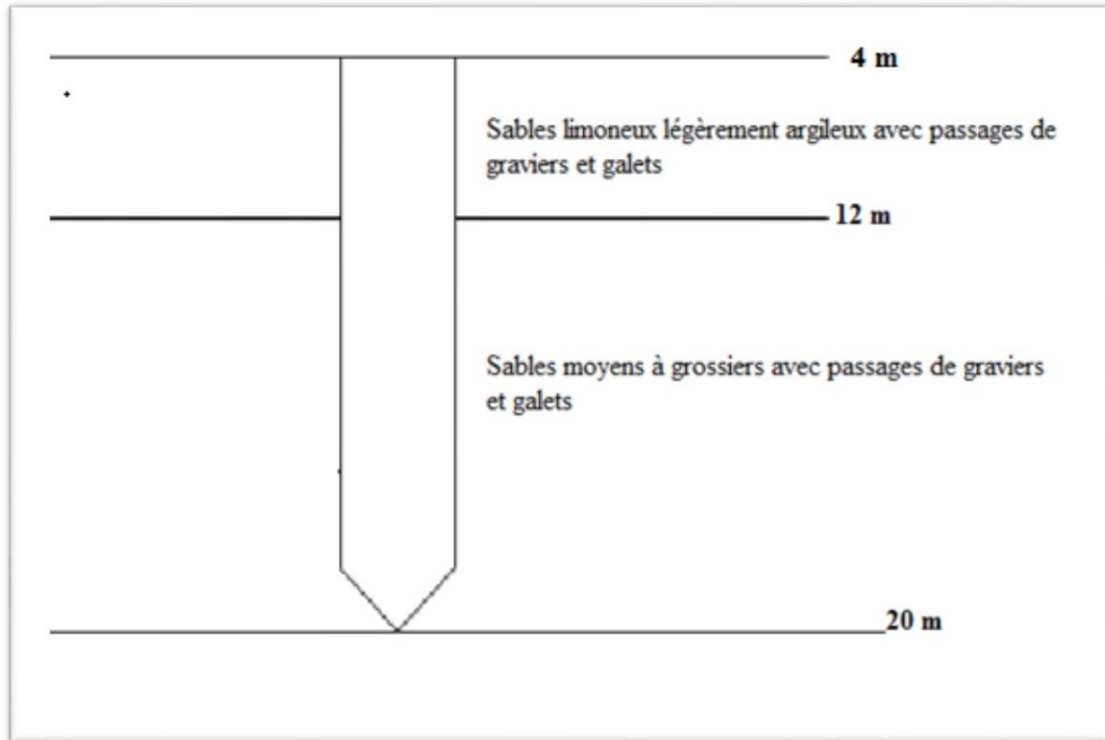 4 m
Sables limoneux légèrement argileux avec passages de
graviers et galets
12 m
Sables moyens à grossiers avec passages de graviers
et galets
20 m